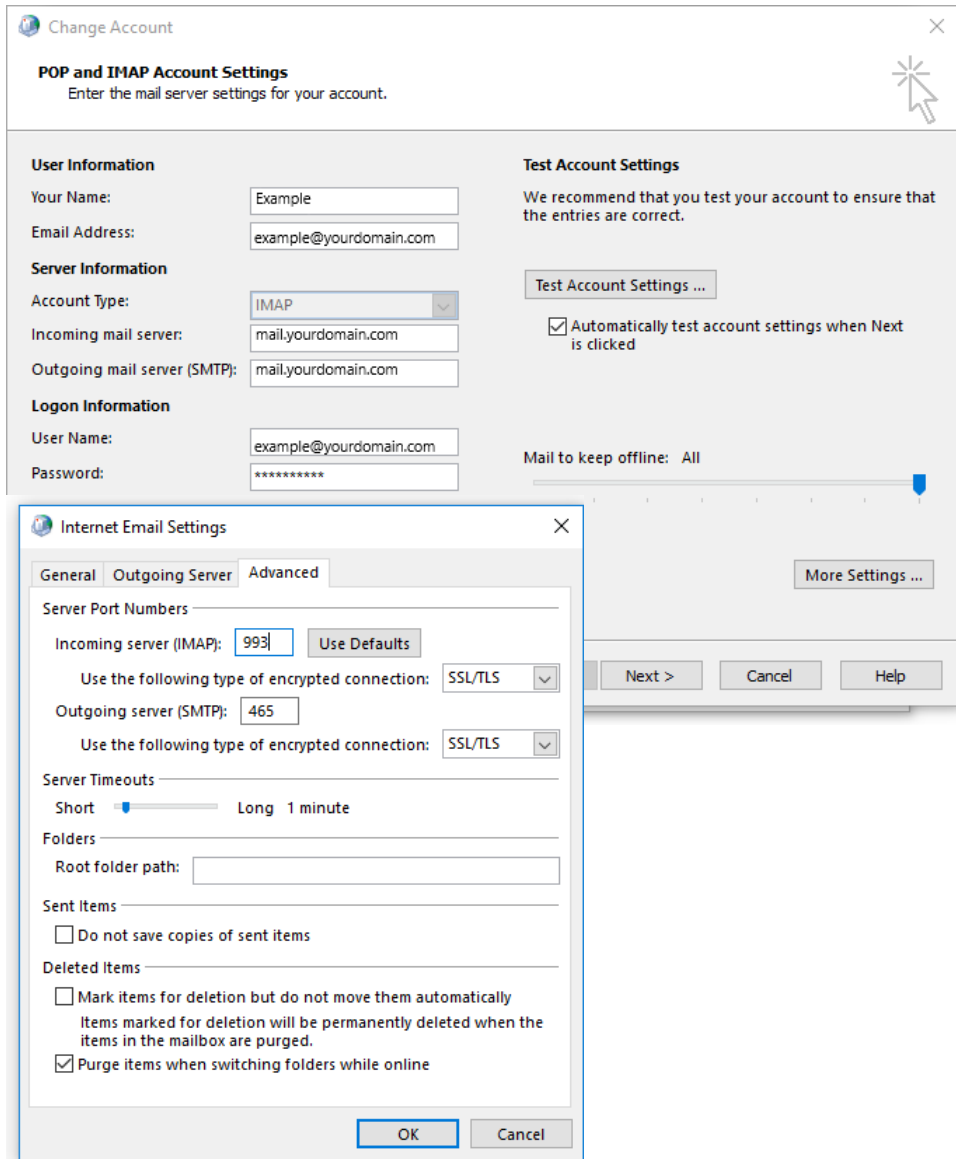 Change Account
POP and IMAP Account Settings
Enter the mail server settings for your account.
User Information
Your Name: Example
Email Address: example@yourdomain.com
Server Information
Account Type: IMAP
Incoming mail server: mail.yourdomain.com
Outgoing mail server (SMTP): mail.yourdomain.com
Logon Information
User Name: example@yourdomain.com
Password: **********
Test Account Settings
We recommend that you test your account to ensure that
the entries are correct.
Test Account Settings ...
Automatically test account settings when Next
is clicked
Mail to keep offline: All
More Settings ...
Next >
Cancel
Help
Internet Email Settings
General
Outgoing Server
Advanced
Server Port Numbers
Incoming server (IMAP): 993 Use Defaults
Use the following type of encrypted connection: SSL/TLS
Outgoing server (SMTP): 465
Use the following type of encrypted connection: SSL/TLS
Server Timeouts
Short Long 1 minute
Folders
Root folder path:
Sent Items
Do not save copies of sent items
Deleted Items
Mark items for deletion but do not move them automatically
Items marked for deletion will be permanently deleted when the
items in the mailbox are purged.
Purge items when switching folders while online
OK
Cancel